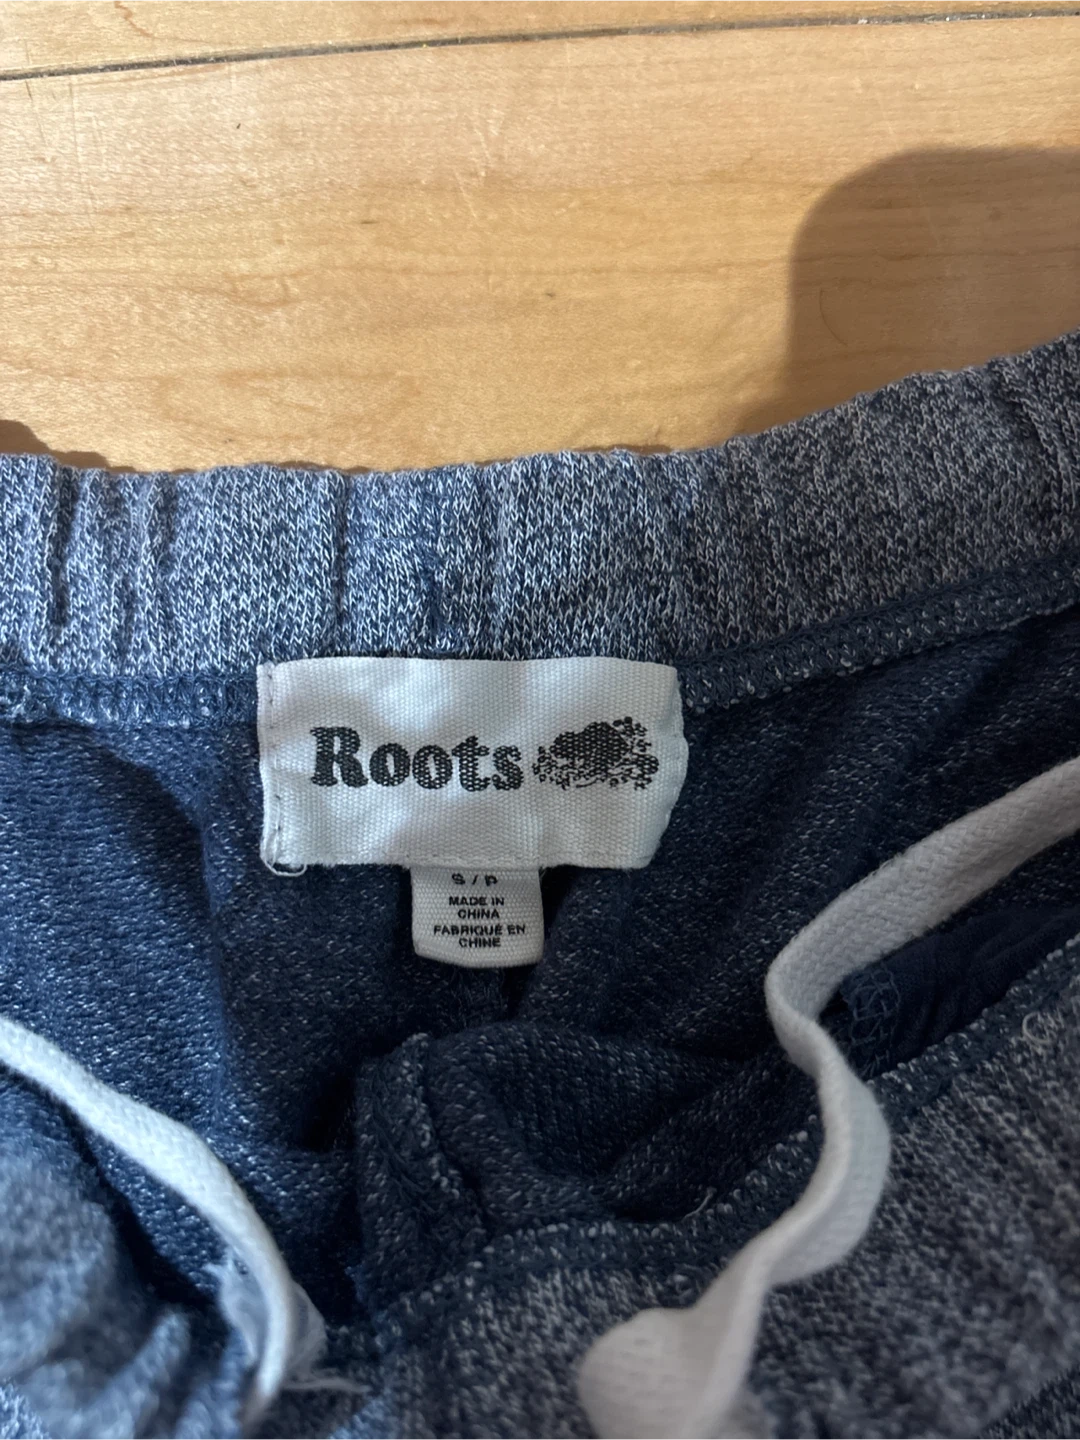 Roots
S / P
MADE IN
CHINA
FABRIQUÉ EN
CHINE